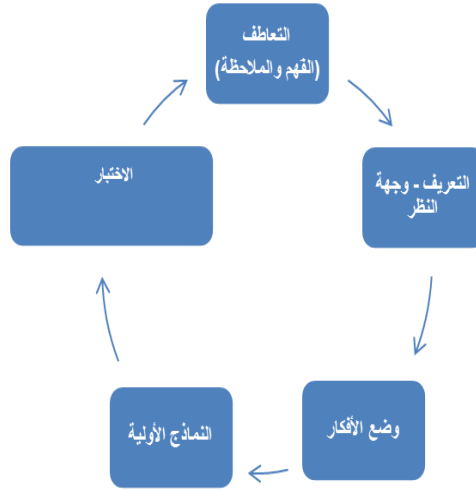 التعاطف
(الفهم والملاحظة)
التعريف - وجهة
النظر
وضع الأفكار
النماذج الأولية
الاختبار